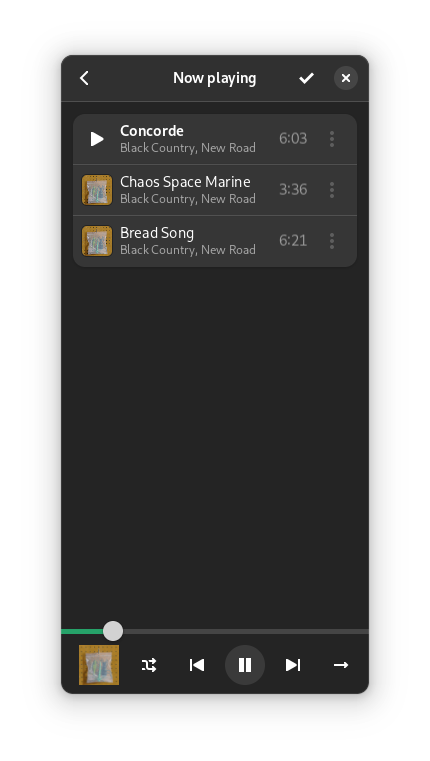 Now playing
Concorde
Black Country, New Road
6:03
Chaos Space Marine
Black Country, New Road
3:36
Bread Song
Black Country, New Road
6:21